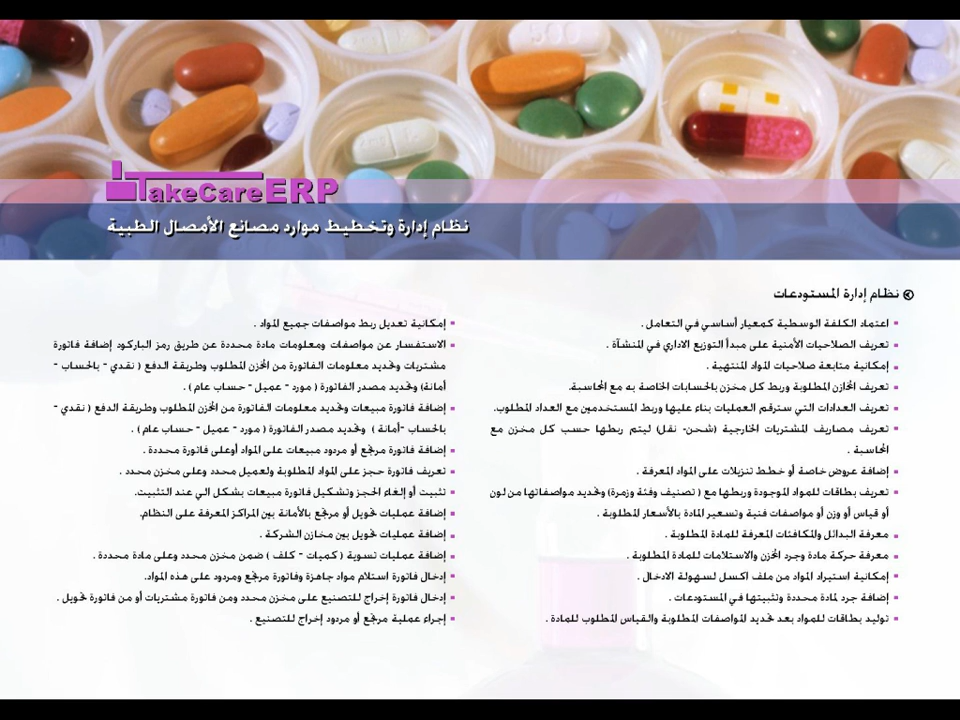 TakeCareERP
نظام إدارة وتخطيط موارد مصانع الأمصال الطبية
نظام إدارة المستودعات
اعتماد الكلفة الوسطية كمعيار أساسي في التعامل .
تعريف الصلاحيات الأمنية على مبدأ التوزيع الاداري في المنشآة .
إمكانية متابعة صلاحيات المواد المنتهية .
تعريف المخازن المطلوبة وربط كل مخزن بالحسابات الخاصة به مع المحاسبة.
تعريف العدادات التي سترقم العمليات بناء عليها وربط المستخدمين مع العداد المطلوب.
تعريف مصاريف المشتريات الخارجية (شحن- نقل) ليتم ربطها حسب كل مخزن مع
المحاسبة .
إضافة عروض خاصة أو خطط تنزيلات على المواد المعرفة .
تعريف بطاقات للمواد الموجودة وربطها مع ( تصنيف وفئة وزمرة) وتحديد مواصفاتها من لون
أو قياس أو وزن أو مواصفات فنية وتسعير المادة بالأسعار المطلوبة .
معرفة البدائل والمكافئات المعرفة للمادة المطلوبة .
معرفة حركة مادة وجرد المخزن والاستلامات للمادة المطلوبة .
إمكانية استيراد المواد من ملف اكسل لسهولة الادخال .
إضافة جرد لمادة محددة وتثبيتها في المستودعات .
توليد بطاقات للمواد بعد تحديد المواصفات المطلوبة والقياس المطلوب للمادة .
إمكانية تعديل ربط مواصفات جميع المواد .
الاستفسار عن مواصفات ومعلومات مادة محددة عن طريق رمز الباركود إضافة فاتورة
مشتريات وتحديد معلومات الفاتورة من المخزن المطلوب وطريقة الدفع ( نقدي - بالحساب -
أمانة) وتحديد مصدر الفاتورة ( مورد - عميل - حساب عام ) .
إضافة فاتورة مبيعات وتحديد معلومات الفاتورة من المخزن المطلوب وطريقة الدفع ( نقدي -
بالحساب -أمانة ) وتحديد مصدر الفاتورة ( مورد - عميل - حساب عام ) .
إضافة فاتورة مرتجع أو مردود مبيعات على المواد أوعلى فاتورة محددة .
تعريف فاتورة حجز على المواد المطلوبة ولعميل محدد وعلى مخزن محدد .
تثبيت أو إلغاء الحجز وتشكيل فاتورة مبيعات بشكل الي عند التثبيت.
إضافة عمليات تحويل أو مرتجع بالأمانة بين المراكز المعرفة على النظام.
إضافة عمليات تحويل بين مخازن الشركة .
إضافة عمليات تسوية ( كميات - كلف ) ضمن مخزن محدد وعلى مادة محددة .
إدخال فاتورة استلام مواد جاهزة وفاتورة مرتجع ومردود على هذه المواد.
إدخال فاتورة إخراج للتصنيع على مخزن محدد ومن فاتورة مشتريات أو من فاتورة تحويل .
إجراء عملية مرتجع أو مردود إخراج للتصنيع .